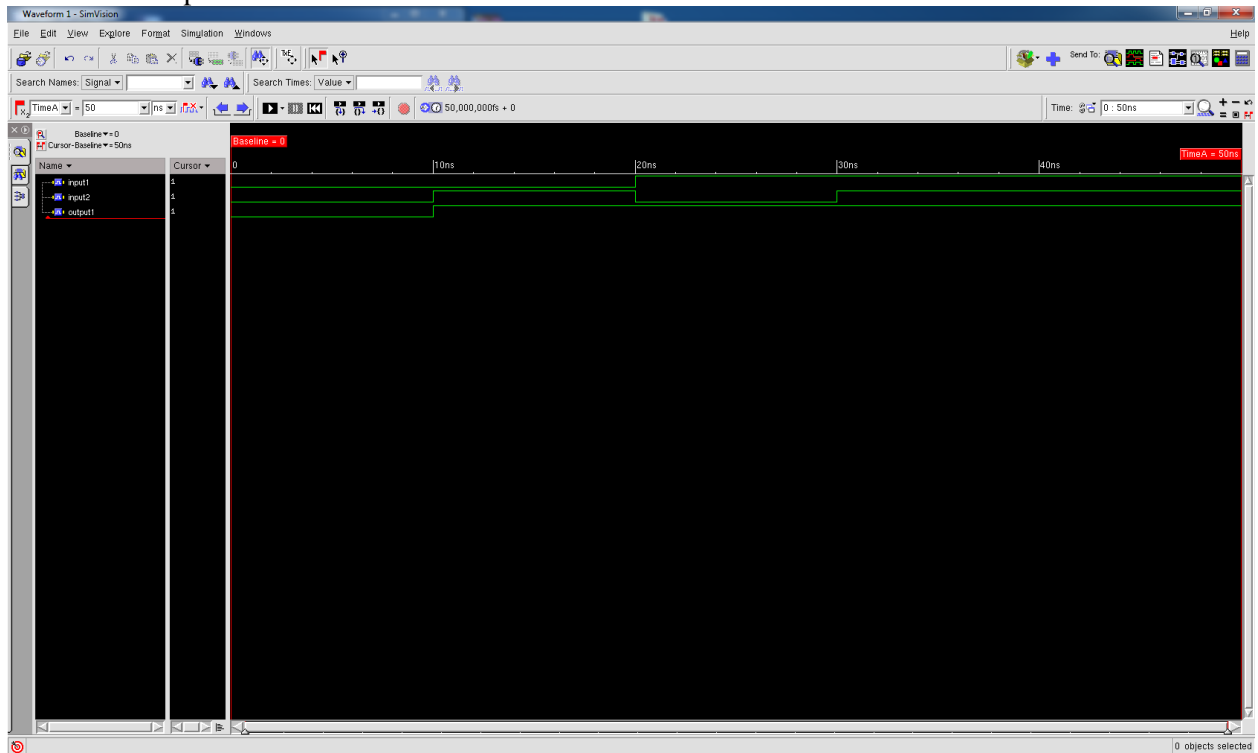 Waveform 1 - SimVision
File Edit View Explore Format Simulation Windows Help
Send To:
Search Names: Signal Search Times: Value
TimeA = 50 ns 50,000,000fs + 0 Time: 0 : 50ns
Baseline = 0
Cursor-Baseline = 50ns
Baseline = 0
TimeA = 50ns
Name Cursor 0 10ns 20ns 30ns 40ns
input1 1
input2 1
output1 1
0 objects selected